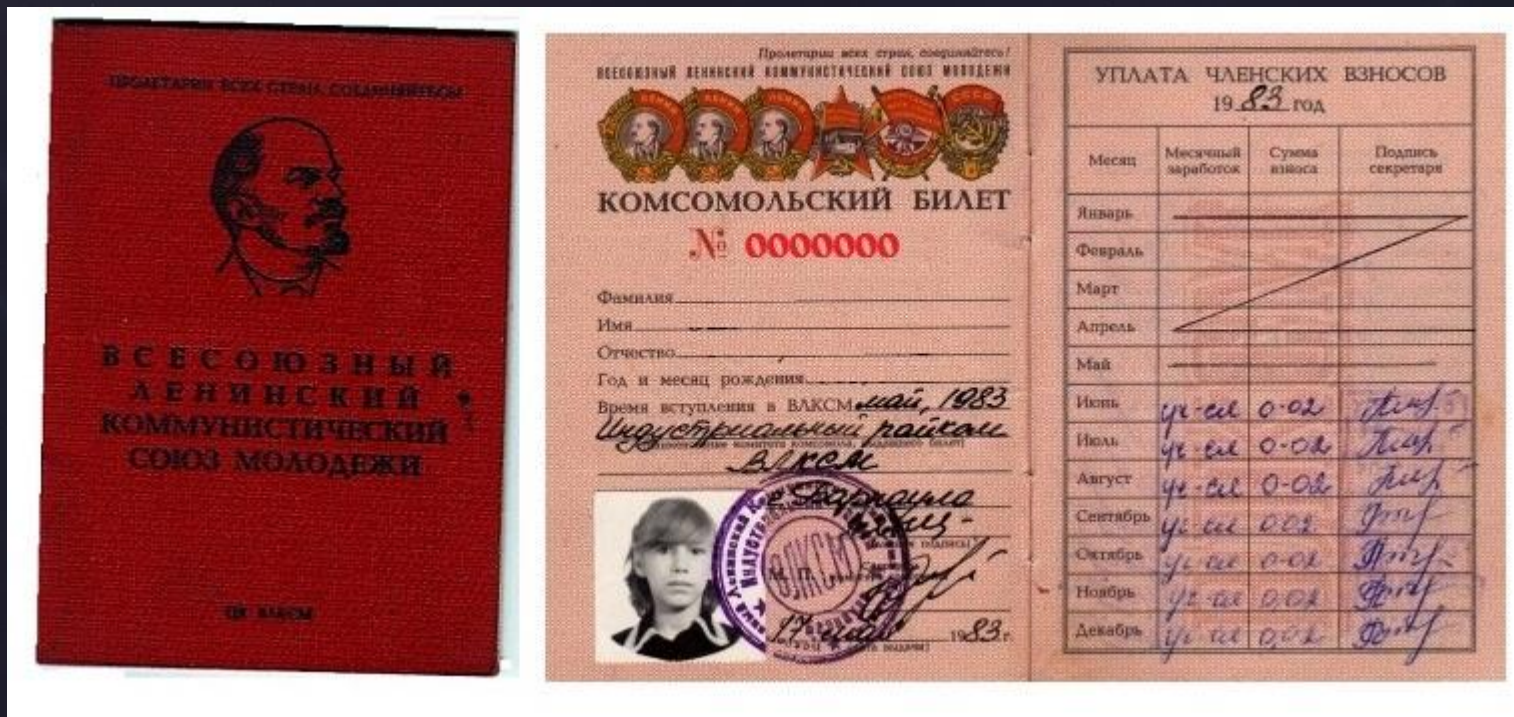 ПРОЛЕТАРИИ ВСЕХ СТРАН, СОЕДИНЯЙТЕСЬ!
ВСЕСОЮЗНЫЙ
ЛЕНИНСКИЙ
КОММУНИСТИЧЕСКИЙ
СОЮЗ МОЛОДЕЖИ
ЦК ВЛКСМ
Пролетарии всех стран, соединяйтесь!
ВСЕСОЮЗНЫЙ ЛЕНИНСКИЙ КОММУНИСТИЧЕСКИЙ СОЮЗ МОЛОДЕЖИ
КОМСОМОЛЬСКИЙ БИЛЕТ
№ 0000000
Фамилия
Имя
Отчество
Год и месяц рождения
Время вступления в ВЛКСМ май, 1983
Индустриальный райком
ВЛКСМ
г. Барнаула
ВЛКСМ
М. П.
17 мая 1983 г.
УПЛАТА ЧЛЕНСКИХ ВЗНОСОВ
1983 год
Месяц Месячный заработок Сумма взноса Подпись секретаря
Январь
Февраль
Март
Апрель
Май
Июнь уч-ся 0-02
Июль уч-ся 0-02
Август уч-ся 0-02
Сентябрь уч-ся 0-02
Октябрь уч-ся 0-02
Ноябрь уч-ся 0,02
Декабрь уч-ся 0,02